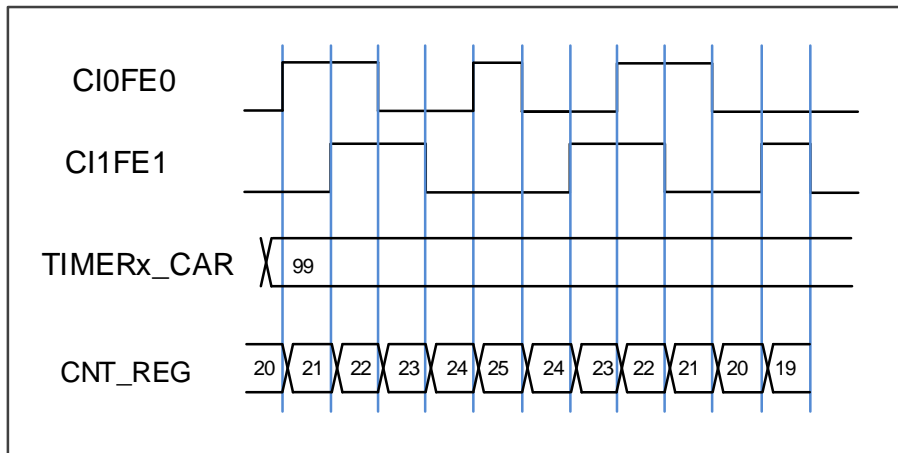 CI0FE0
CI1FE1
TIMERx_CAR 99
CNT_REG 20 21 22 23 24 25 24 23 22 21 20 19